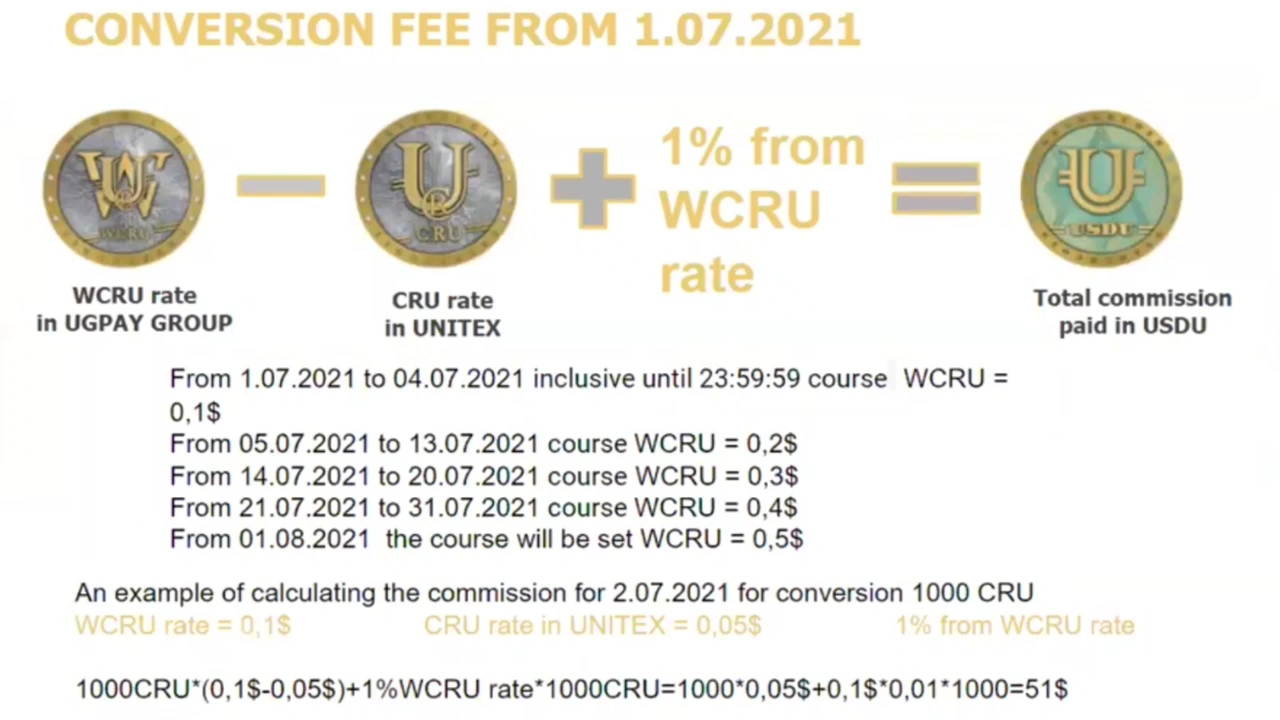 CONVERSION FEE FROM 1.07.2021
WCRU
CRU
1% from
WCRU
rate
USDU
WCRU rate
in UGPAY GROUP
CRU rate
in UNITEX
Total commission
paid in USDU
From 1.07.2021 to 04.07.2021 inclusive until 23:59:59 course  WCRU =
0,1$
From 05.07.2021 to 13.07.2021 course WCRU = 0,2$
From 14.07.2021 to 20.07.2021 course WCRU = 0,3$
From 21.07.2021 to 31.07.2021 course WCRU = 0,4$
From 01.08.2021  the course will be set WCRU = 0,5$
An example of calculating the commission for 2.07.2021 for conversion 1000 CRU
WCRU rate = 0,1$ CRU rate in UNITEX = 0,05$ 1% from WCRU rate
1000CRU*(0,1$-0,05$)+1%WCRU rate*1000CRU=1000*0,05$+0,1$*0,01*1000=51$